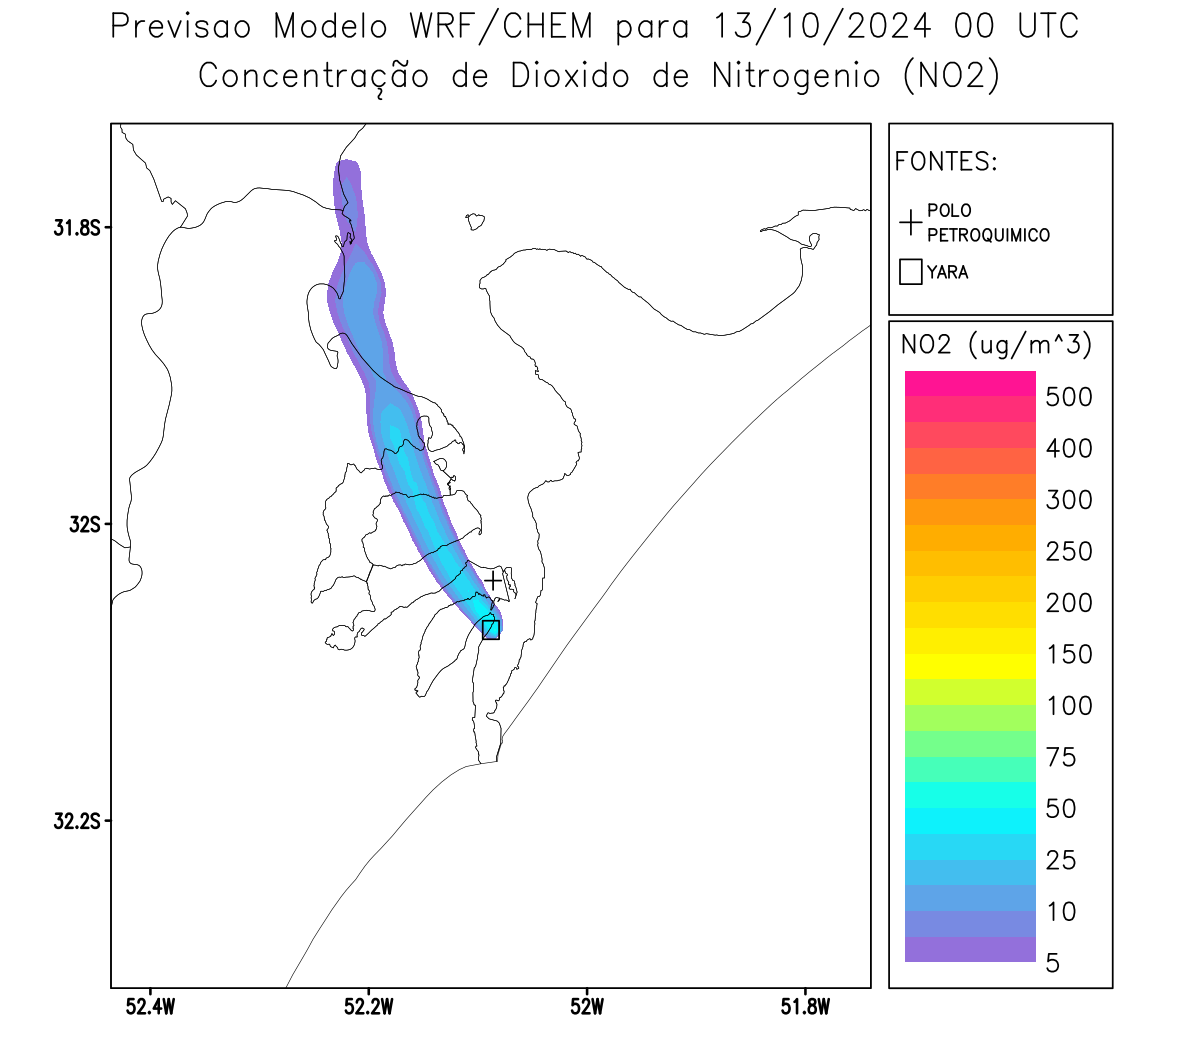 Previsao Modelo WRF/CHEM para 13/10/2024 00 UTC
Concentração de Dioxido de Nitrogenio (NO2)
FONTES:
POLO
PETROQUIMICO
YARA
31.8S
32S
32.2S
52.4W
52.2W
52W
51.8W
NO2 (ug/m^3)
500
400
300
250
200
150
100
75
50
25
10
5